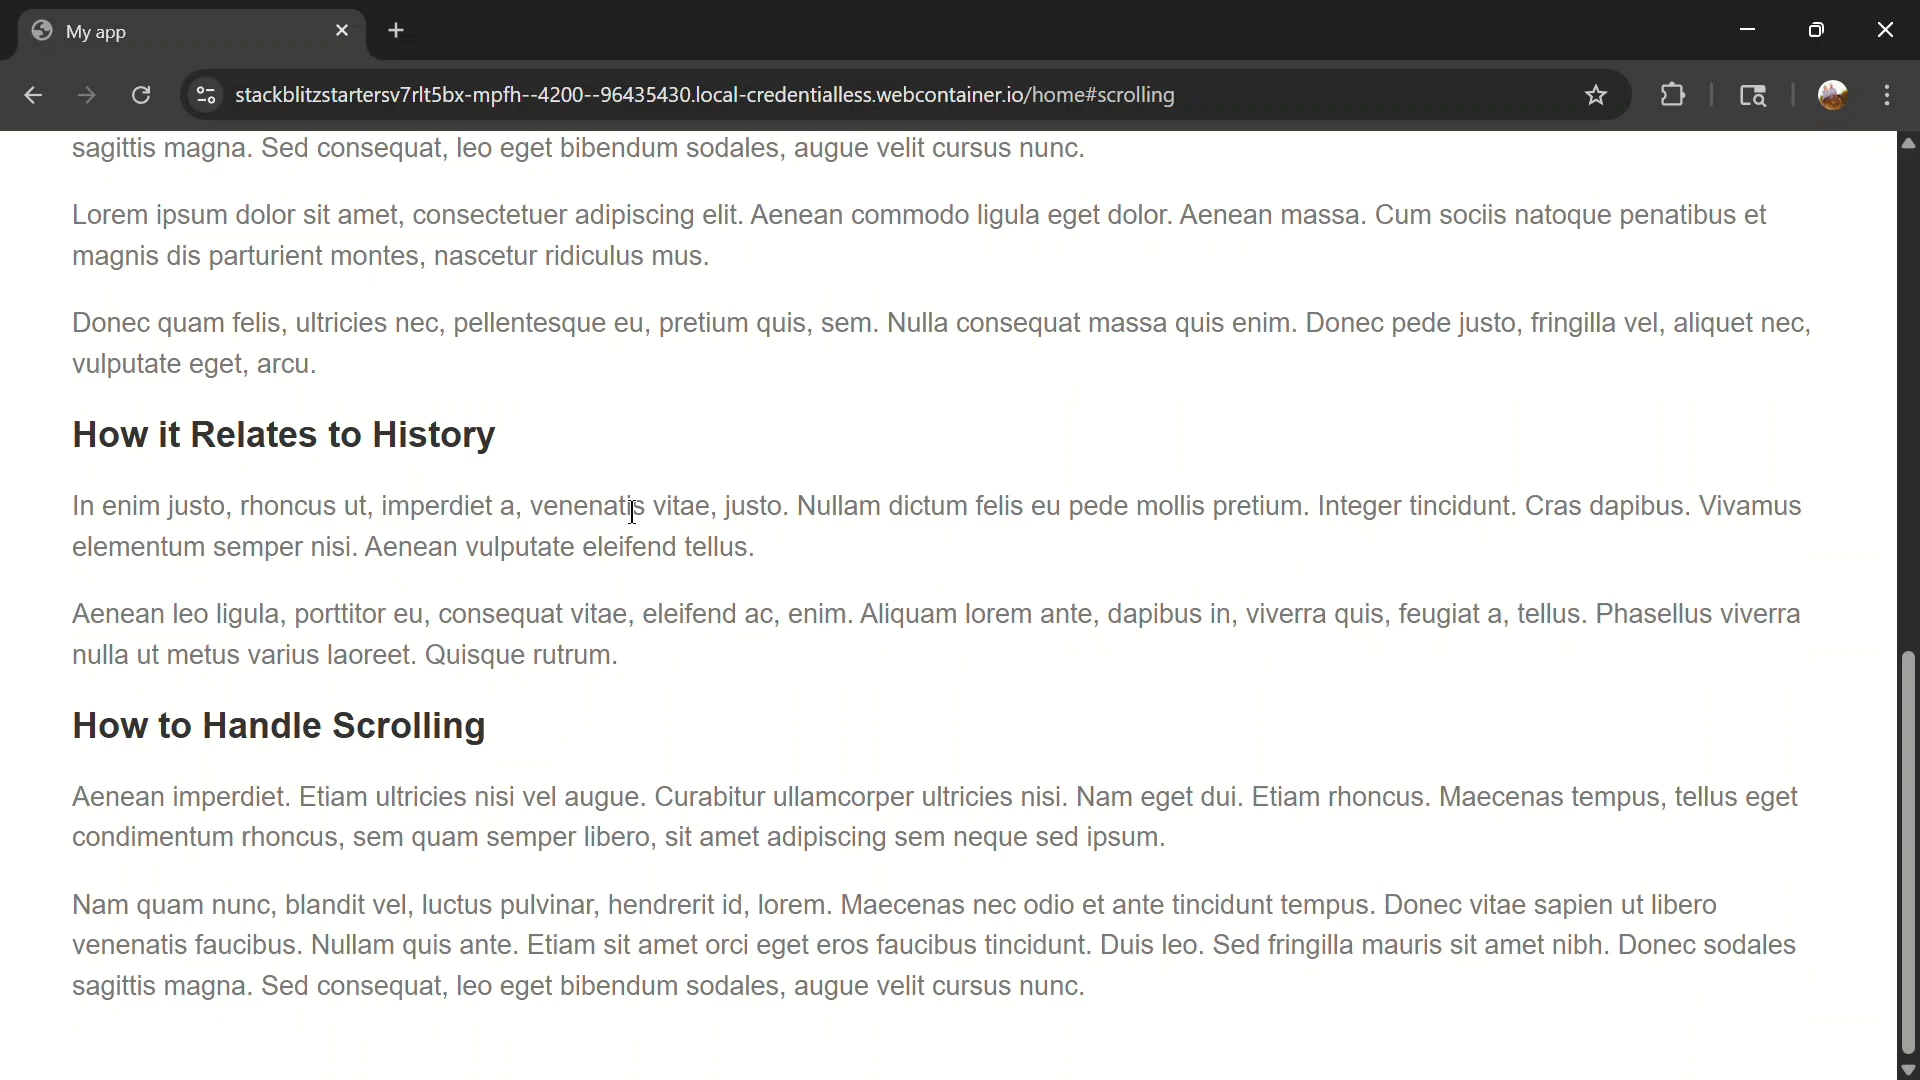 My app
stackblitzstartersv7rlt5bx-mpfh--4200--96435430.local-credentialless.webcontainer.io/home#scrolling
sagittis magna. Sed consequat, leo eget bibendum sodales, augue velit cursus nunc.
Lorem ipsum dolor sit amet, consectetuer adipiscing elit. Aenean commodo ligula eget dolor. Aenean massa. Cum sociis natoque penatibus et
magnis dis parturient montes, nascetur ridiculus mus.
Donec quam felis, ultricies nec, pellentesque eu, pretium quis, sem. Nulla consequat massa quis enim. Donec pede justo, fringilla vel, aliquet nec,
vulputate eget, arcu.
How it Relates to History
In enim justo, rhoncus ut, imperdiet a, venenatis vitae, justo. Nullam dictum felis eu pede mollis pretium. Integer tincidunt. Cras dapibus. Vivamus
elementum semper nisi. Aenean vulputate eleifend tellus.
Aenean leo ligula, porttitor eu, consequat vitae, eleifend ac, enim. Aliquam lorem ante, dapibus in, viverra quis, feugiat a, tellus. Phasellus viverra
nulla ut metus varius laoreet. Quisque rutrum.
How to Handle Scrolling
Aenean imperdiet. Etiam ultricies nisi vel augue. Curabitur ullamcorper ultricies nisi. Nam eget dui. Etiam rhoncus. Maecenas tempus, tellus eget
condimentum rhoncus, sem quam semper libero, sit amet adipiscing sem neque sed ipsum.
Nam quam nunc, blandit vel, luctus pulvinar, hendrerit id, lorem. Maecenas nec odio et ante tincidunt tempus. Donec vitae sapien ut libero
venenatis faucibus. Nullam quis ante. Etiam sit amet orci eget eros faucibus tincidunt. Duis leo. Sed fringilla mauris sit amet nibh. Donec sodales
sagittis magna. Sed consequat, leo eget bibendum sodales, augue velit cursus nunc.